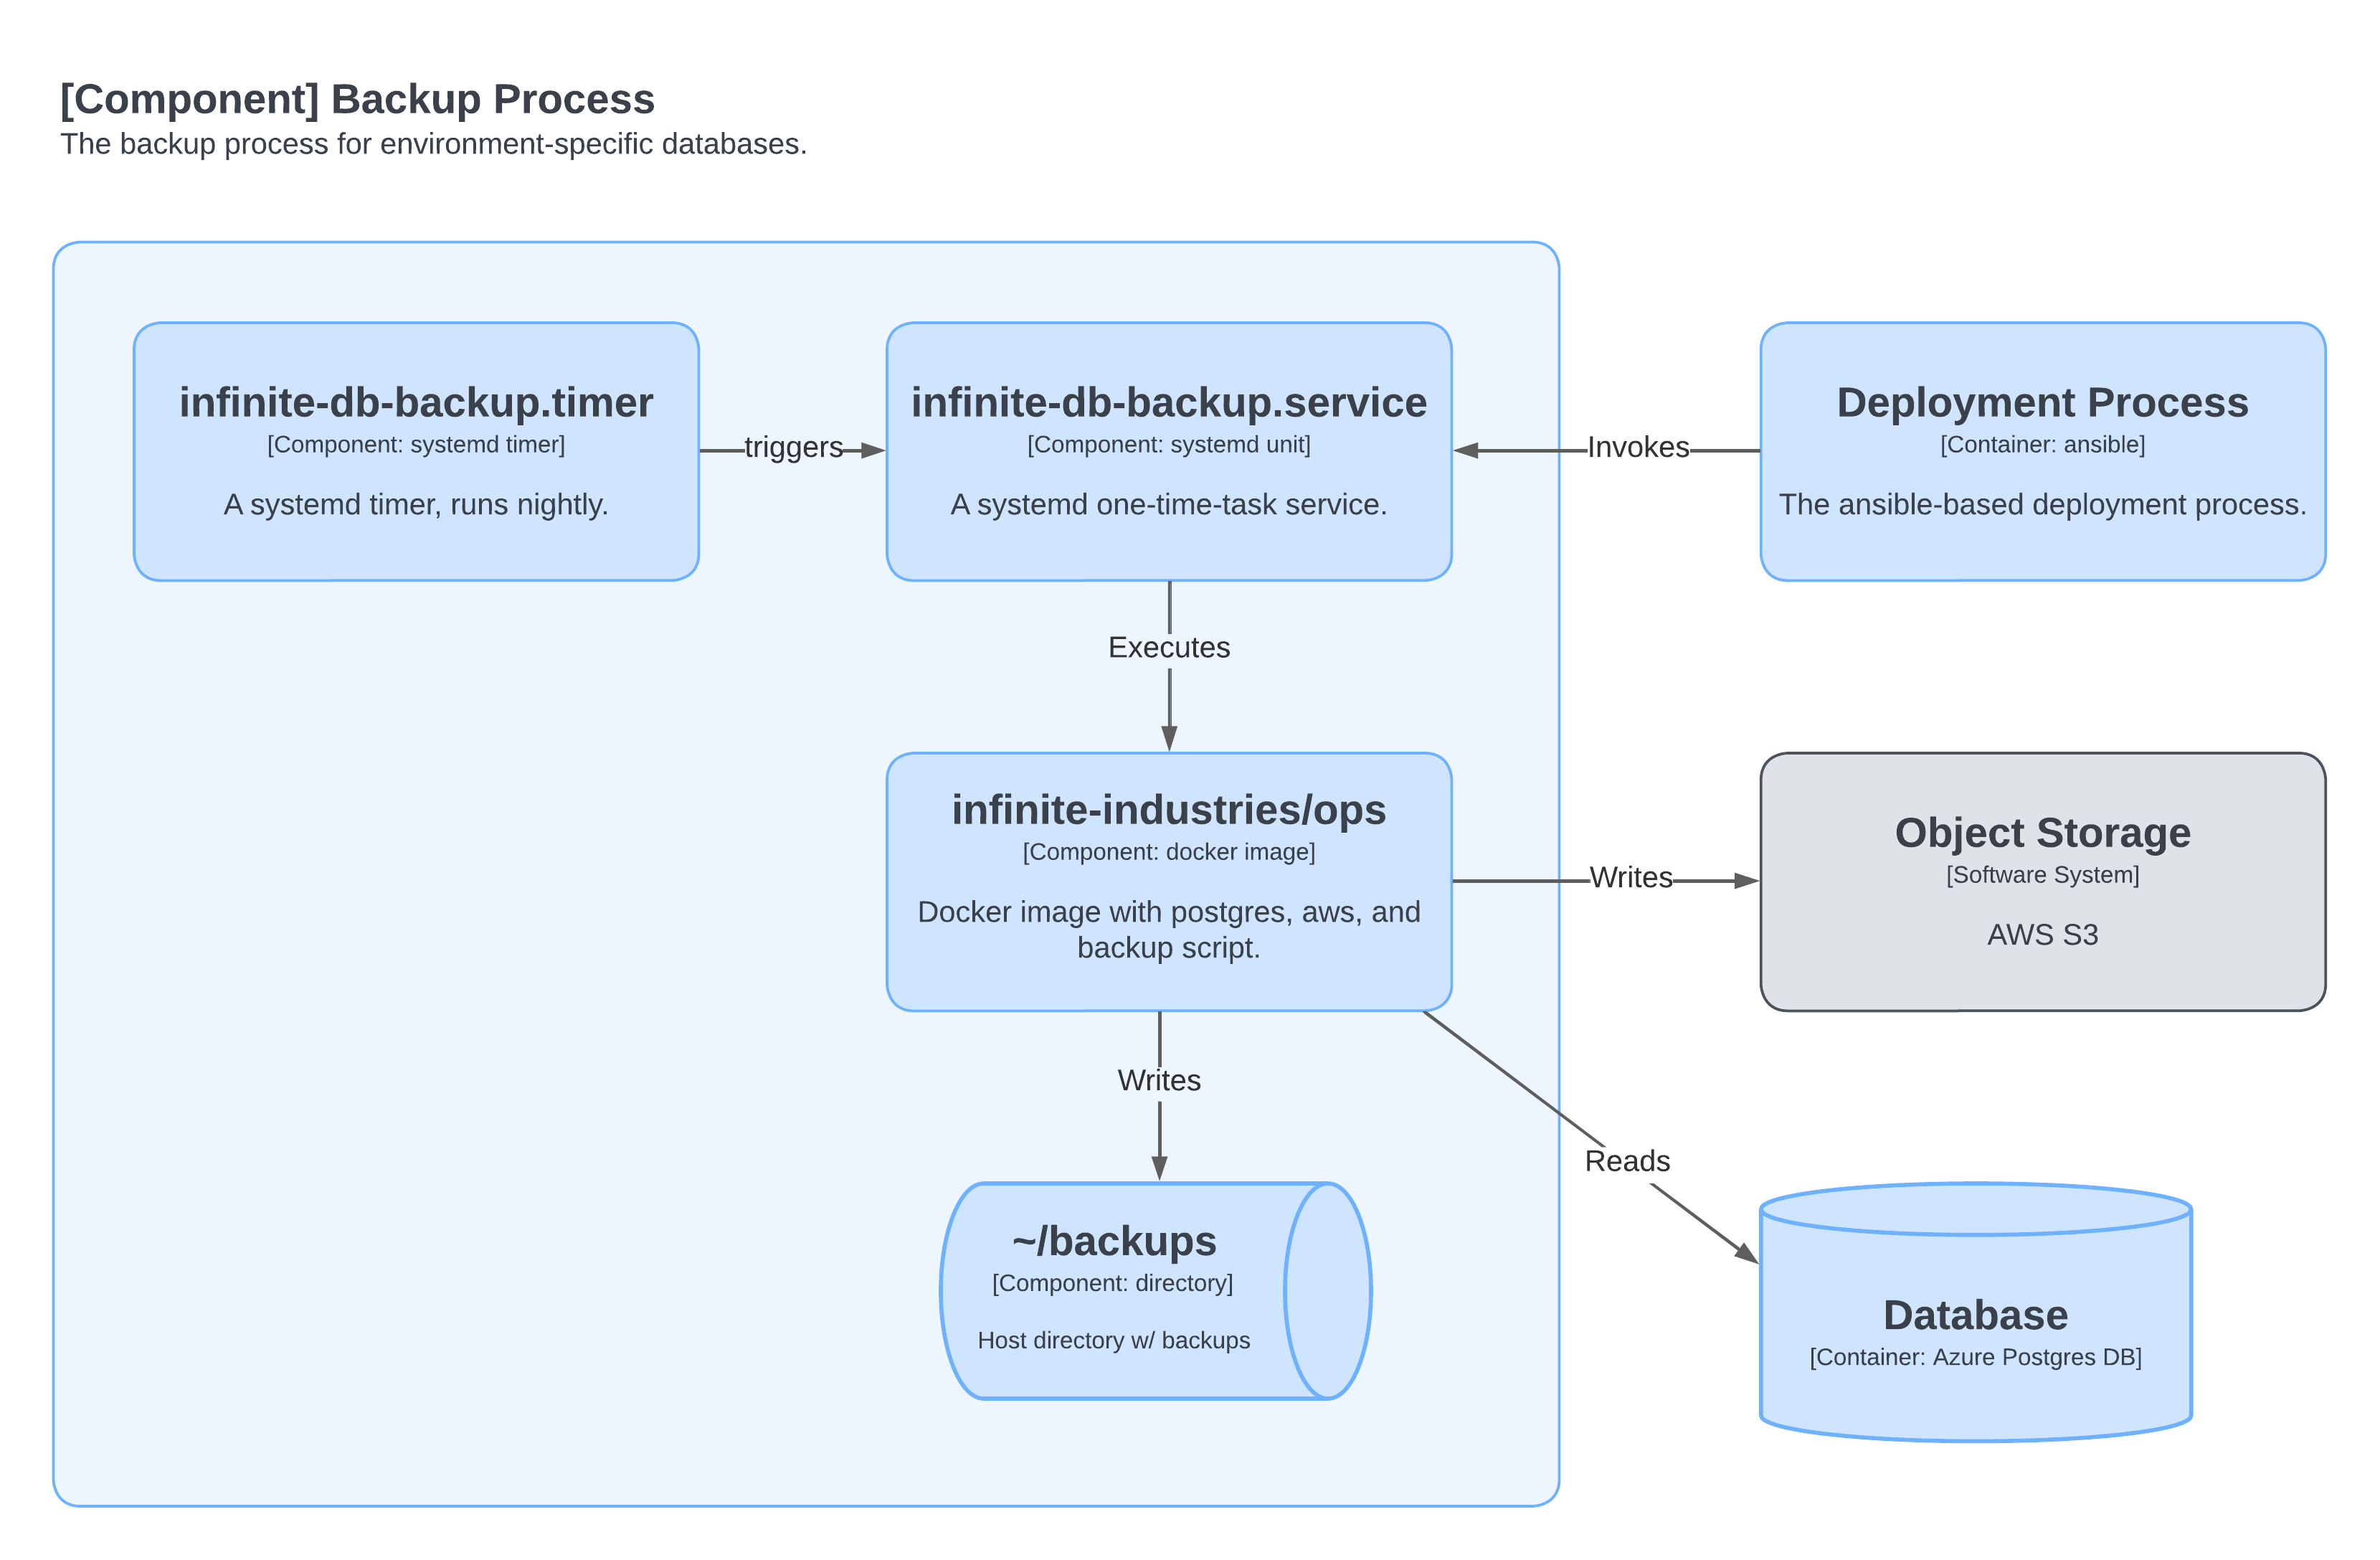 [Component] Backup Process
The backup process for environment-specific databases.
infinite-db-backup.timer
[Component: systemd timer]
A systemd timer, runs nightly.
triggers
infinite-db-backup.service
[Component: systemd unit]
A systemd one-time-task service.
Invokes
Deployment Process
[Container: ansible]
The ansible-based deployment process.
Executes
infinite-industries/ops
[Component: docker image]
Docker image with postgres, aws, and
backup script.
Writes
Object Storage
[Software System]
AWS S3
Writes
Reads
~/backups
[Component: directory]
Host directory w/ backups
Database
[Container: Azure Postgres DB]